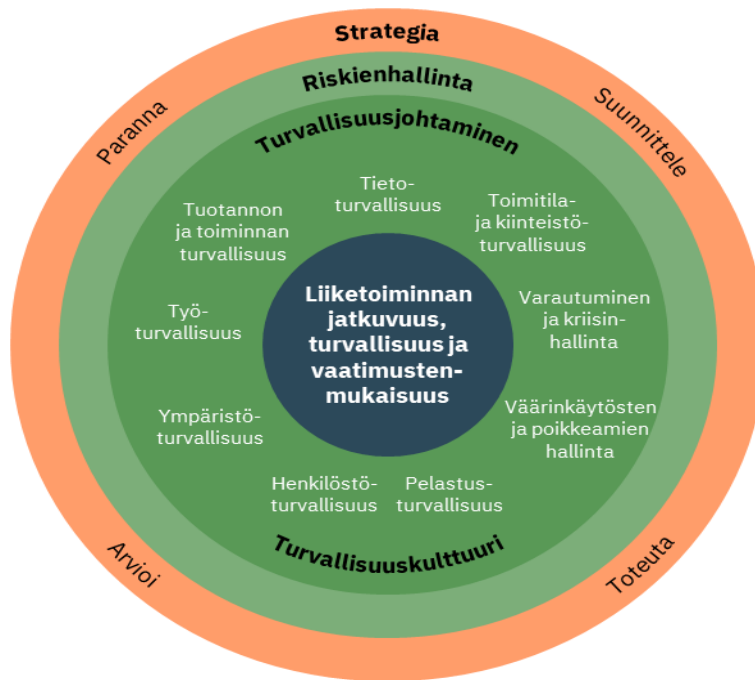 Strategia
Riskienhallinta
Turvallisuusjohtaminen
Paranna
Suunnittele
Tieto-
turvallisuus
Tuotannon
ja toiminnan
turvallisuus
Toimitila-
ja kiinteistö-
turvallisuus
Työ-
turvallisuus
Liiketoiminnan
jatkuvuus,
turvallisuus ja
vaatimusten-
mukaisuus
Varautuminen
ja kriisin-
hallinta
Ympäristö-
turvallisuus
Väärinkäytösten
ja poikkeamien
hallinta
Henkilöstö-
turvallisuus
Pelastus-
turvallisuus
Turvallisuuskulttuuri
Arvioi
Toteuta